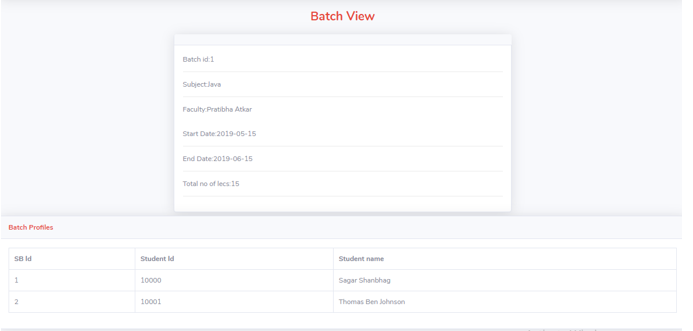 Batch View
Batch id:1
Subject:Java
Faculty:Pratibha Atkar
Start Date:2019-05-15
End Date:2019-06-15
Total no of lecs:15
Batch Profiles
SB Id Student Id Student name
1 10000 Sagar Shanbhag
2 10001 Thomas Ben Johnson